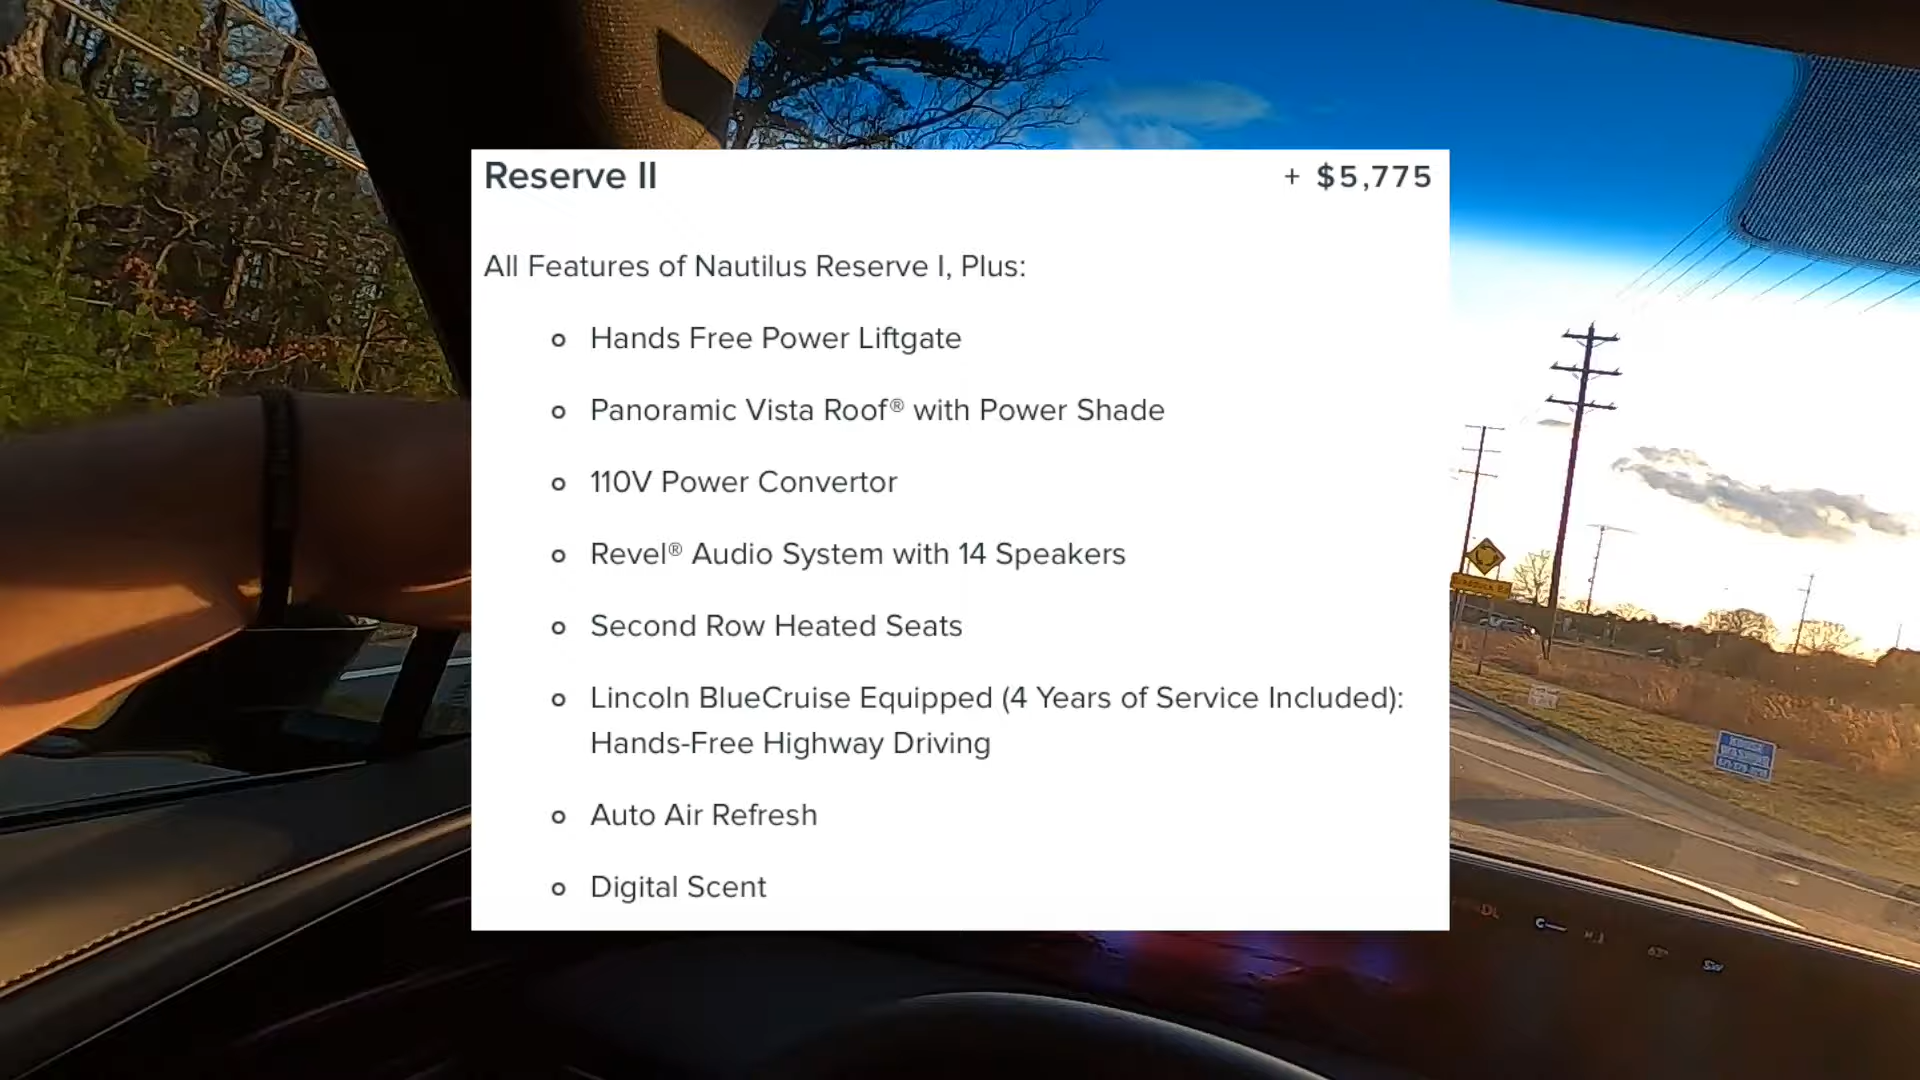 Reserve II + $5,775
All Features of Nautilus Reserve I, Plus:
Hands Free Power Liftgate
Panoramic Vista Roof® with Power Shade
110V Power Convertor
Revel® Audio System with 14 Speakers
Second Row Heated Seats
Lincoln BlueCruise Equipped (4 Years of Service Included):
Hands-Free Highway Driving
Auto Air Refresh
Digital Scent
SW